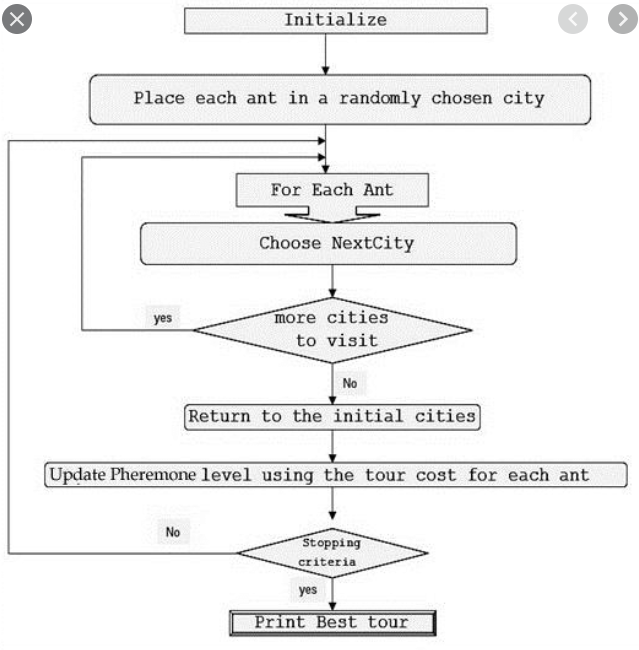 Initialize
Place each ant in a randomly chosen city
For Each Ant
Choose NextCity
yes
more cities
to visit
No
Return to the initial cities
Update Pheremone level using the tour cost for each ant
No
Stopping
criteria
yes
Print Best tour